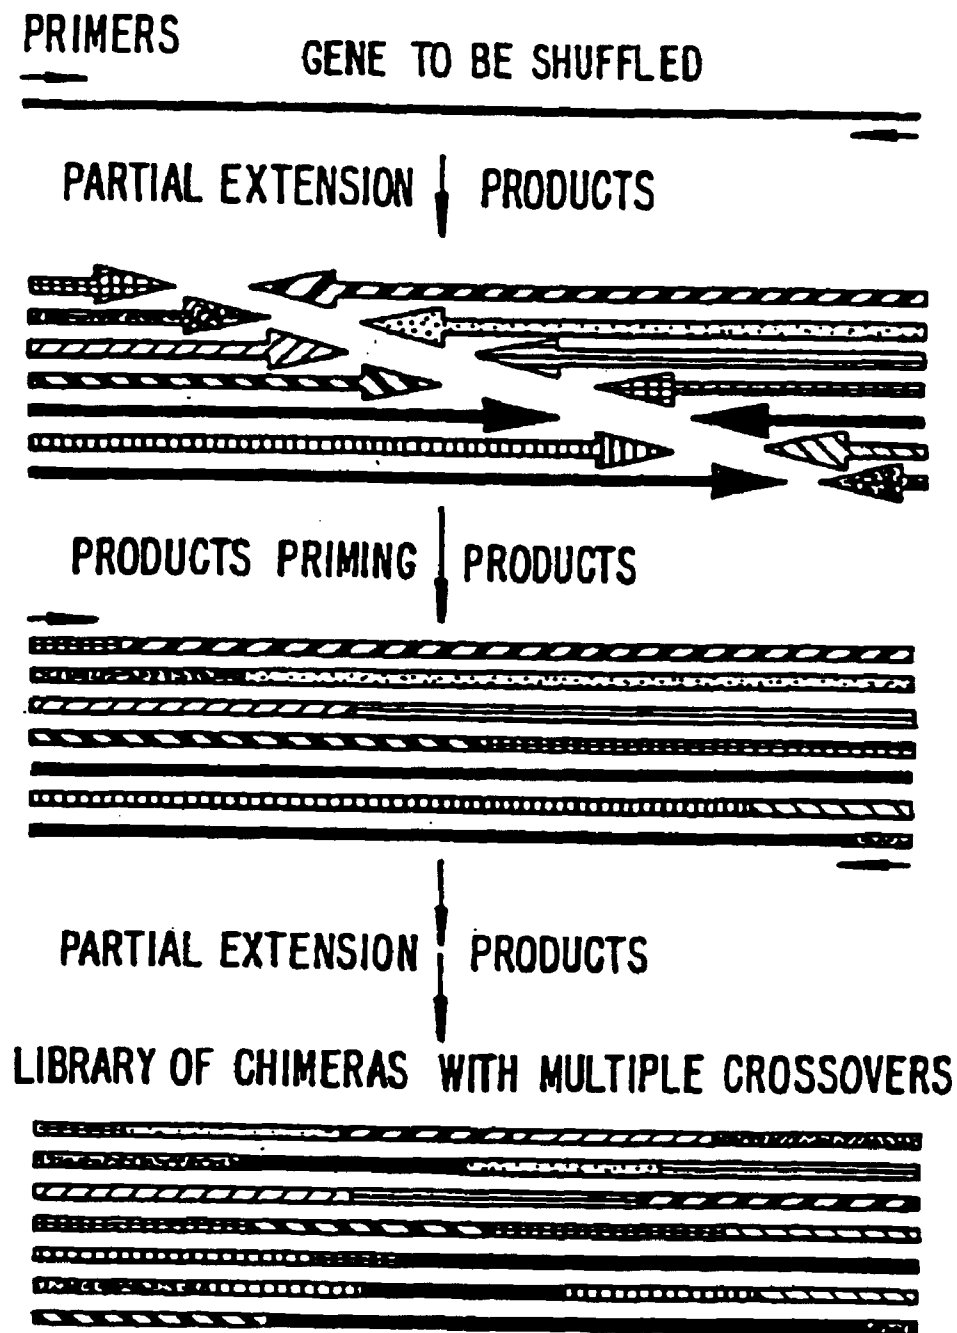 PRIMERS
GENE TO BE SHUFFLED
PARTIAL EXTENSION PRODUCTS
PRODUCTS PRIMING PRODUCTS
PARTIAL EXTENSION PRODUCTS
LIBRARY OF CHIMERAS WITH MULTIPLE CROSSOVERS